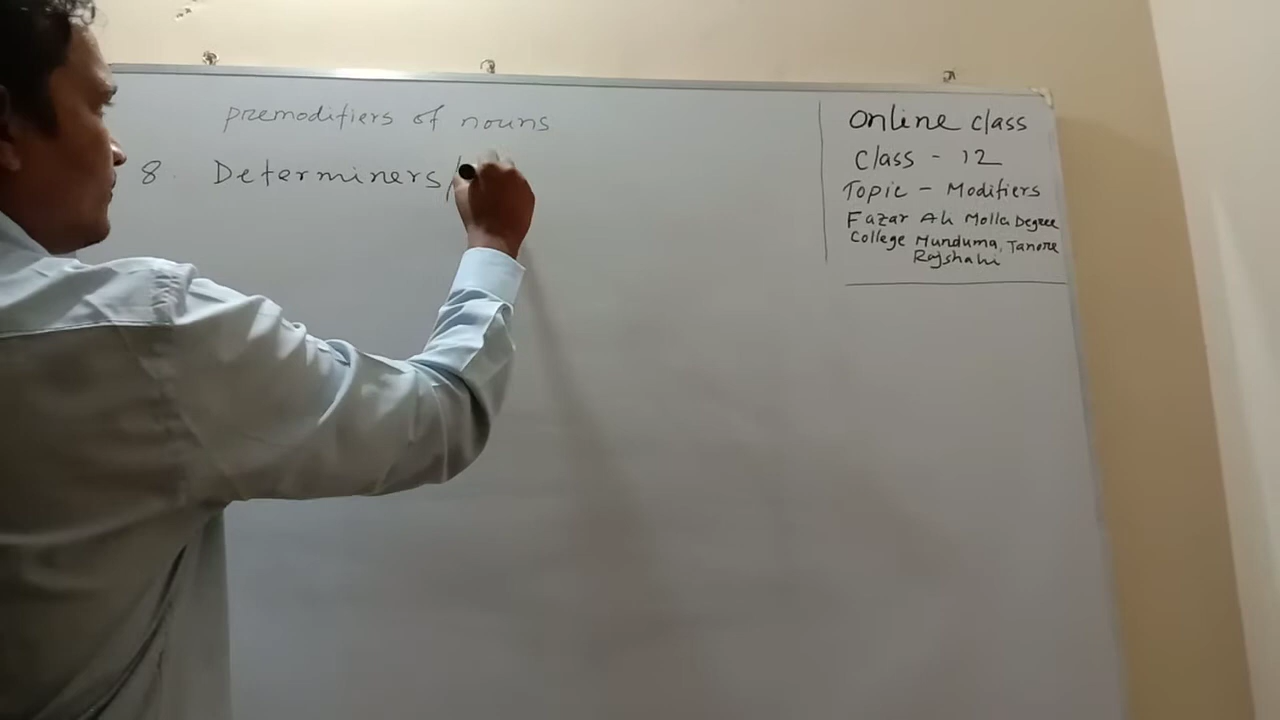 premodifiers of nouns
8. Determiners/
Online class
Class - 12
Topic - Modifiers
Fazar Ali Molla Degree
College Munduma, Tanore
Rajshahi